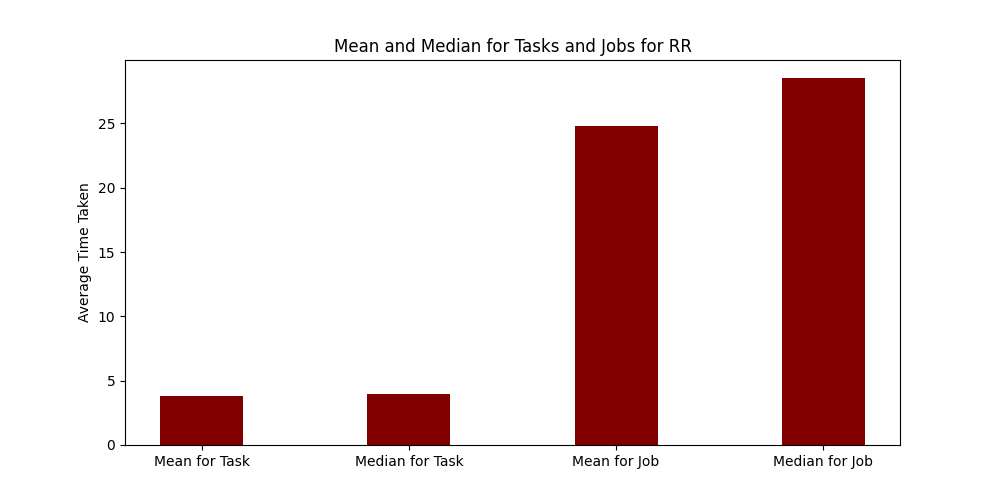 Mean and Median for Tasks and Jobs for RR
Average Time Taken
25
20
15
10
5
0
Mean for Task
Median for Task
Mean for Job
Median for Job